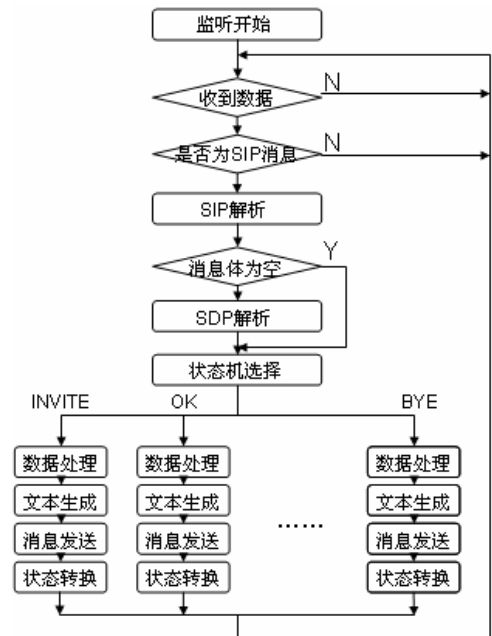 监听开始
收到数据
N
是否为SIP消息
N
SIP解析
消息体为空
Y
SDP解析
状态机选择
INVITE OK BYE
数据处理 数据处理 数据处理
文本生成 文本生成 文本生成
消息发送 消息发送 …… 消息发送
状态转换 状态转换 状态转换